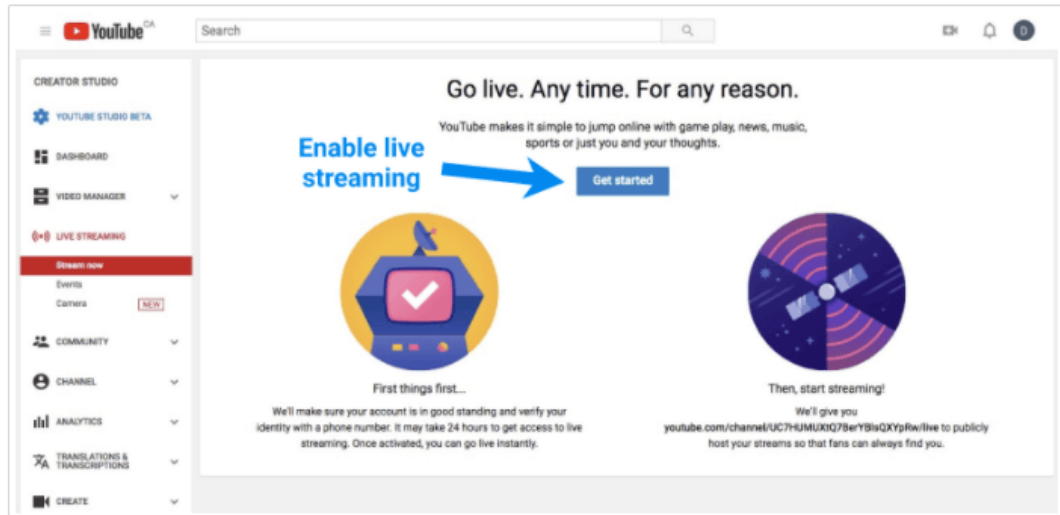 YouTube CA
Search
D
CREATOR STUDIO
YOUTUBE STUDIO BETA
DASHBOARD
VIDEO MANAGER
LIVE STREAMING
Stream now
Events
Camera NEW
COMMUNITY
CHANNEL
ANALYTICS
TRANSLATIONS &
TRANSCRIPTIONS
CREATE
Go live. Any time. For any reason.
YouTube makes it simple to jump online with game play, news, music,
sports or just you and your thoughts.
Enable live
streaming
Get started
First things first...
We'll make sure your account is in good standing and verify your
identity with a phone number. It may take 24 hours to get access to live
streaming. Once activated, you can go live instantly.
Then, start streaming!
We'll give you
youtube.com/channel/UC7HUMUXtQ7BerYBlsQXYpRw/live to publicly
host your streams so that fans can always find you.